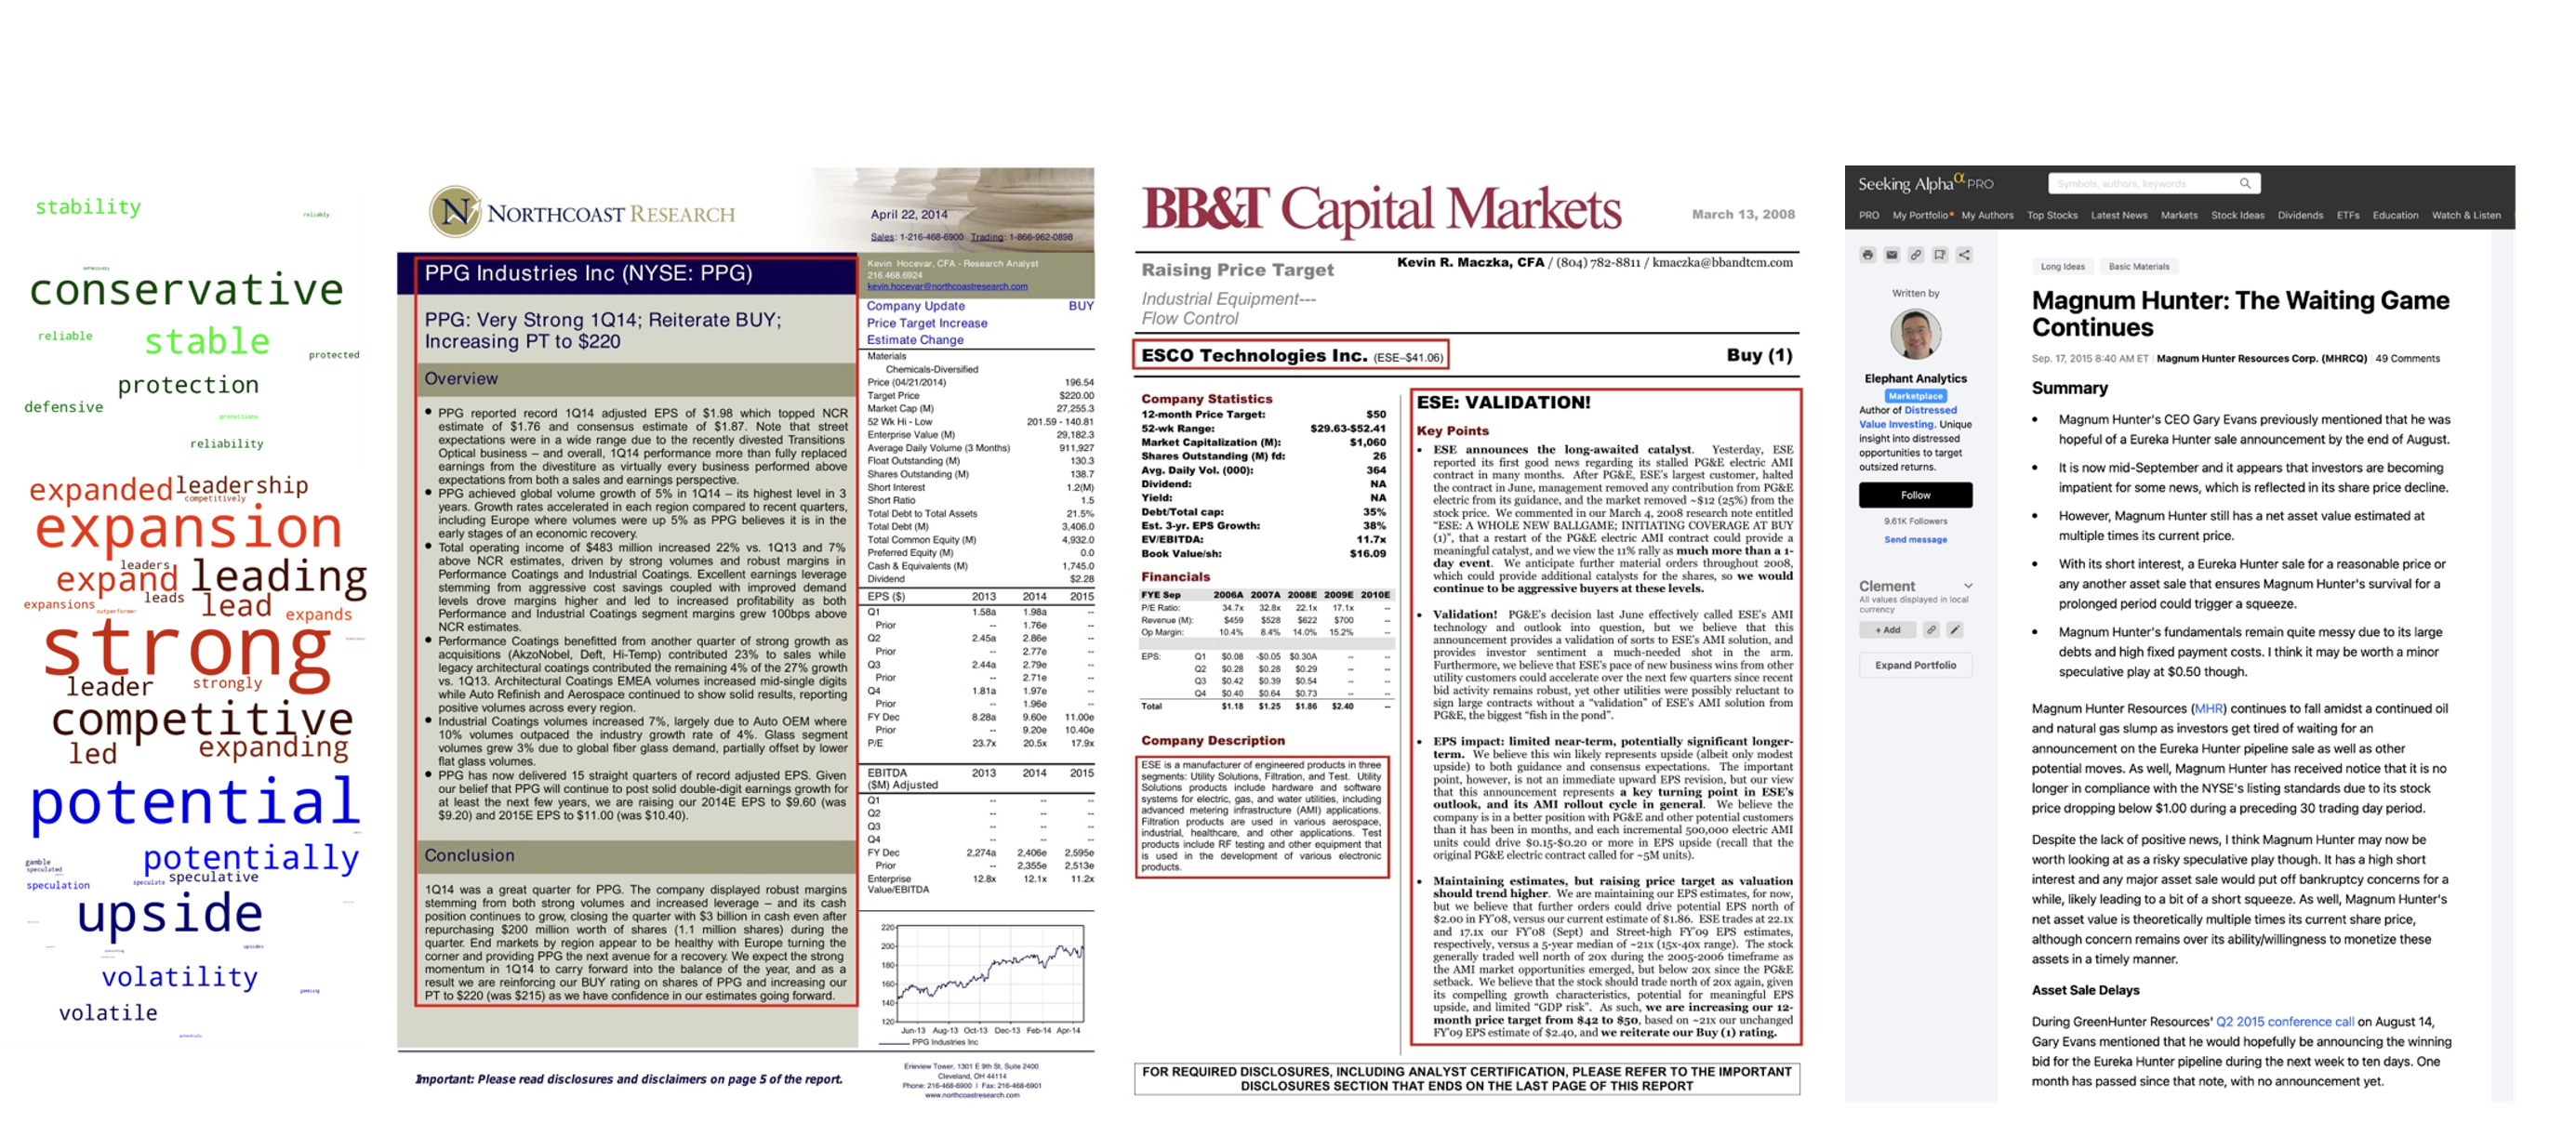 stability
reliably
conservative
reliable
stable
protected
protection
defensive
protections
reliability
expanded
leadership
competitively
expansion
leaders
expand
leading
leads
expansions
lead
expands
outperformer
strong
leader
strongly
competitive
led
expanding
potential
gamble
speculated
potentially
speculation
speculate
speculative
upside
upsides
volatility
volatile
NORTHCOAST RESEARCH
April 22, 2014
Sales: 1-216-468-6900 Trading: 1-866-962-0898
PPG Industries Inc (NYSE: PPG)
PPG: Very Strong 1Q14; Reiterate BUY;
Increasing PT to $220
Overview
• PPG reported record 1Q14 adjusted EPS of $1.98 which topped NCR
estimate of $1.76 and consensus estimate of $1.87. Note that street
expectations were in a wide range due to the recently divested Transitions
Optical business – and overall, 1Q14 performance more than fully replaced
earnings from the divestiture as virtually every business performed above
expectations from both a sales and earnings perspective.
• PPG achieved global volume growth of 5% in 1Q14 – its highest level in 3
years. Growth rates accelerated in each region compared to recent quarters,
including Europe where volumes were up 5% as PPG believes it is in the
early stages of an economic recovery.
• Total operating income of $483 million increased 22% vs. 1Q13 and 7%
above NCR estimates, driven by strong volumes and robust margins in
Performance Coatings and Industrial Coatings. Excellent earnings leverage
stemming from aggressive cost savings coupled with improved demand
levels drove margins higher and led to increased profitability as both
Performance and Industrial Coatings segment margins grew 100bps above
NCR estimates.
• Performance Coatings benefitted from another quarter of strong growth as
acquisitions (AkzoNobel, Deft, Hi-Temp) contributed 23% to sales while
legacy architectural coatings contributed the remaining 4% of the 27% growth
vs. 1Q13. Architectural Coatings EMEA volumes increased mid-single digits
while Auto Refinish and Aerospace continued to show solid results, reporting
positive volumes across every region.
• Industrial Coatings volumes increased 7%, largely due to Auto OEM where
10% volumes outpaced the industry growth rate of 4%. Glass segment
volumes grew 3% due to global fiber glass demand, partially offset by lower
flat glass volumes.
• PPG has now delivered 15 straight quarters of record adjusted EPS. Given
our belief that PPG will continue to post solid double-digit earnings growth for
at least the next few years, we are raising our 2014E EPS to $9.60 (was
$9.20) and 2015E EPS to $11.00 (was $10.40).
Conclusion
1Q14 was a great quarter for PPG. The company displayed robust margins
stemming from both strong volumes and increased leverage – and its cash
position continues to grow, closing the quarter with $3 billion in cash even after
repurchasing $200 million worth of shares (1.1 million shares) during the
quarter. End markets by region appear to be healthy with Europe turning the
corner and providing PPG the next avenue for a recovery. We expect the strong
momentum in 1Q14 to carry forward into the balance of the year, and as a
result we are reinforcing our BUY rating on shares of PPG and increasing our
PT to $220 (was $215) as we have confidence in our estimates going forward.
Important: Please read disclosures and disclaimers on page 5 of the report.
Kevin Hocevar, CFA - Research Analyst
216.468.6924
kevin.hocevar@northcoastresearch.com
Company Update BUY
Price Target Increase
Estimate Change
Materials
Chemicals-Diversified
Price (04/21/2014) 196.54
Target Price $220.00
Market Cap (M) 27,255.3
52 Wk Hi - Low 201.59 - 140.81
Enterprise Value (M) 29,182.3
Average Daily Volume (3 Months) 911,927
Float Outstanding (M) 130.3
Shares Outstanding (M) 138.7
Short Interest 1.2(M)
Short Ratio 1.5
Total Debt to Total Assets 21.5%
Total Debt (M) 3,406.0
Total Common Equity (M) 4,932.0
Preferred Equity (M) 0.0
Cash & Equivalents (M) 1,745.0
Dividend $2.28
EPS ($) 2013 2014 2015
Q1 1.58a 1.98a --
Prior -- 1.76e --
Q2 2.45a 2.86e --
Prior -- 2.77e --
Q3 2.44a 2.79e --
Prior -- 2.71e --
Q4 1.81a 1.97e --
Prior -- 1.96e --
FY Dec 8.28a 9.60e 11.00e
Prior -- 9.20e 10.40e
P/E 23.7x 20.5x 17.9x
EBITDA 2013 2014 2015
($M) Adjusted
Q1 -- -- --
Q2 -- -- --
Q3 -- -- --
Q4 -- -- --
FY Dec 2,274a 2,406e 2,595e
Prior -- 2,355e 2,513e
Enterprise 12.8x 12.1x 11.2x
Value/EBITDA
220
200
180
160
140
120
Jun-13 Aug-13 Oct-13 Dec-13 Feb-14 Apr-14
PPG Industries Inc
Erieview Tower, 1301 E 9th St, Suite 2400
Cleveland, OH 44114
Phone: 216-468-6900 | Fax: 216-468-6901
www.northcoastresearch.com
BB&T Capital Markets
March 13, 2008
Raising Price Target
Kevin R. Maczka, CFA / (804) 782-8811 / kmaczka@bbandtcm.com
Industrial Equipment---
Flow Control
ESCO Technologies Inc. (ESE–$41.06) Buy (1)
Company Statistics
12-month Price Target: $50
52-wk Range: $29.63-$52.41
Market Capitalization (M): $1,060
Shares Outstanding (M) fd: 26
Avg. Daily Vol. (000): 364
Dividend: NA
Yield: NA
Debt/Total cap: 35%
Est. 3-yr. EPS Growth: 38%
EV/EBITDA: 11.7x
Book Value/sh: $16.09
Financials
FYE Sep 2006A 2007A 2008E 2009E 2010E
P/E Ratio: 34.7x 32.8x 22.1x 17.1x --
Revenue (M): $459 $528 $622 $700 --
Op Margin: 10.4% 8.4% 14.0% 15.2% --
EPS: Q1 $0.08 -$0.05 $0.30A -- --
Q2 $0.28 $0.28 $0.29 -- --
Q3 $0.42 $0.39 $0.54 -- --
Q4 $0.40 $0.64 $0.73 -- --
Total $1.18 $1.25 $1.86 $2.40 --
Company Description
ESE is a manufacturer of engineered products in three
segments: Utility Solutions, Filtration, and Test. Utility
Solutions products include hardware and software
systems for electric, gas, and water utilities, including
advanced metering infrastructure (AMI) applications.
Filtration products are used in various aerospace,
industrial, healthcare, and other applications. Test
products include RF testing and other equipment that
is used in the development of various electronic
products.
ESE: VALIDATION!
Key Points
• ESE announces the long-awaited catalyst. Yesterday, ESE
reported its first good news regarding its stalled PG&E electric AMI
contract in many months. After PG&E, ESE's largest customer, halted
the contract in June, management removed any contribution from PG&E
electric from its guidance, and the market removed ~$12 (25%) from the
stock price. We commented in our March 4, 2008 research note entitled
"ESE: A WHOLE NEW BALLGAME; INITIATING COVERAGE AT BUY
(1)", that a restart of the PG&E electric AMI contract could provide a
meaningful catalyst, and we view the 11% rally as much more than a 1-
day event. We anticipate further material orders throughout 2008,
which could provide additional catalysts for the shares, so we would
continue to be aggressive buyers at these levels.
• Validation! PG&E's decision last June effectively called ESE's AMI
technology and outlook into question, but we believe that this
announcement provides a validation of sorts to ESE's AMI solution, and
provides investor sentiment a much-needed shot in the arm.
Furthermore, we believe that ESE's pace of new business wins from other
utility customers could accelerate over the next few quarters since recent
bid activity remains robust, yet other utilities were possibly reluctant to
sign large contracts without a "validation" of ESE's AMI solution from
PG&E, the biggest "fish in the pond".
• EPS impact: limited near-term, potentially significant longer-
term. We believe this win likely represents upside (albeit only modest
upside) to both guidance and consensus expectations. The important
point, however, is not an immediate upward EPS revision, but our view
that this announcement represents a key turning point in ESE's
outlook, and its AMI rollout cycle in general. We believe the
company is in a better position with PG&E and other potential customers
than it has been in months, and each incremental 500,000 electric AMI
units could drive $0.15-$0.20 or more in EPS upside (recall that the
original PG&E electric contract called for ~5M units).
• Maintaining estimates, but raising price target as valuation
should trend higher. We are maintaining our EPS estimates, for now,
but we believe that further orders could drive potential EPS north of
$2.00 in FY'08, versus our current estimate of $1.86. ESE trades at 22.1x
and 17.1x our FY'08 (Sept) and Street-high FY'09 EPS estimates,
respectively, versus a 5-year median of ~21x (15x-40x range). The stock
generally traded well north of 20x during the 2005-2006 timeframe as
the AMI market opportunities emerged, but below 20x since the PG&E
setback. We believe that the stock should trade north of 20x again, given
its compelling growth characteristics, potential for meaningful EPS
upside, and limited "GDP risk". As such, we are increasing our 12-
month price target from $42 to $50, based on ~21x our unchanged
FY'09 EPS estimate of $2.40, and we reiterate our Buy (1) rating.
FOR REQUIRED DISCLOSURES, INCLUDING ANALYST CERTIFICATION, PLEASE REFER TO THE IMPORTANT
DISCLOSURES SECTION THAT ENDS ON THE LAST PAGE OF THIS REPORT
Seeking Alpha α PRO
Symbols, authors, keywords
PRO My Portfolio My Authors Top Stocks Latest News Markets Stock Ideas Dividends ETFs Education Watch & Listen
Written by
Elephant Analytics
Marketplace
Author of Distressed
Value Investing. Unique
insight into distressed
opportunities to target
outsized returns.
Follow
9.61K Followers
Send message
Clement
All values displayed in local
currency
+ Add
Expand Portfolio
Long Ideas Basic Materials
Magnum Hunter: The Waiting Game
Continues
Sep. 17, 2015 8:40 AM ET | Magnum Hunter Resources Corp. (MHRCQ) | 49 Comments
Summary
• Magnum Hunter's CEO Gary Evans previously mentioned that he was
hopeful of a Eureka Hunter sale announcement by the end of August.
• It is now mid-September and it appears that investors are becoming
impatient for some news, which is reflected in its share price decline.
• However, Magnum Hunter still has a net asset value estimated at
multiple times its current price.
• With its short interest, a Eureka Hunter sale for a reasonable price or
any another asset sale that ensures Magnum Hunter's survival for a
prolonged period could trigger a squeeze.
• Magnum Hunter's fundamentals remain quite messy due to its large
debts and high fixed payment costs. I think it may be worth a minor
speculative play at $0.50 though.
Magnum Hunter Resources (MHR) continues to fall amidst a continued oil
and natural gas slump as investors get tired of waiting for an
announcement on the Eureka Hunter pipeline sale as well as other
potential moves. As well, Magnum Hunter has received notice that it is no
longer in compliance with the NYSE's listing standards due to its stock
price dropping below $1.00 during a preceding 30 trading day period.
Despite the lack of positive news, I think Magnum Hunter may now be
worth looking at as a risky speculative play though. It has a high short
interest and any major asset sale would put off bankruptcy concerns for a
while, likely leading to a bit of a short squeeze. As well, Magnum Hunter's
net asset value is theoretically multiple times its current share price,
although concern remains over its ability/willingness to monetize these
assets in a timely manner.
Asset Sale Delays
During GreenHunter Resources' Q2 2015 conference call on August 14,
Gary Evans mentioned that he would hopefully be announcing the winning
bid for the Eureka Hunter pipeline during the next week to ten days. One
month has passed since that note, with no announcement yet.